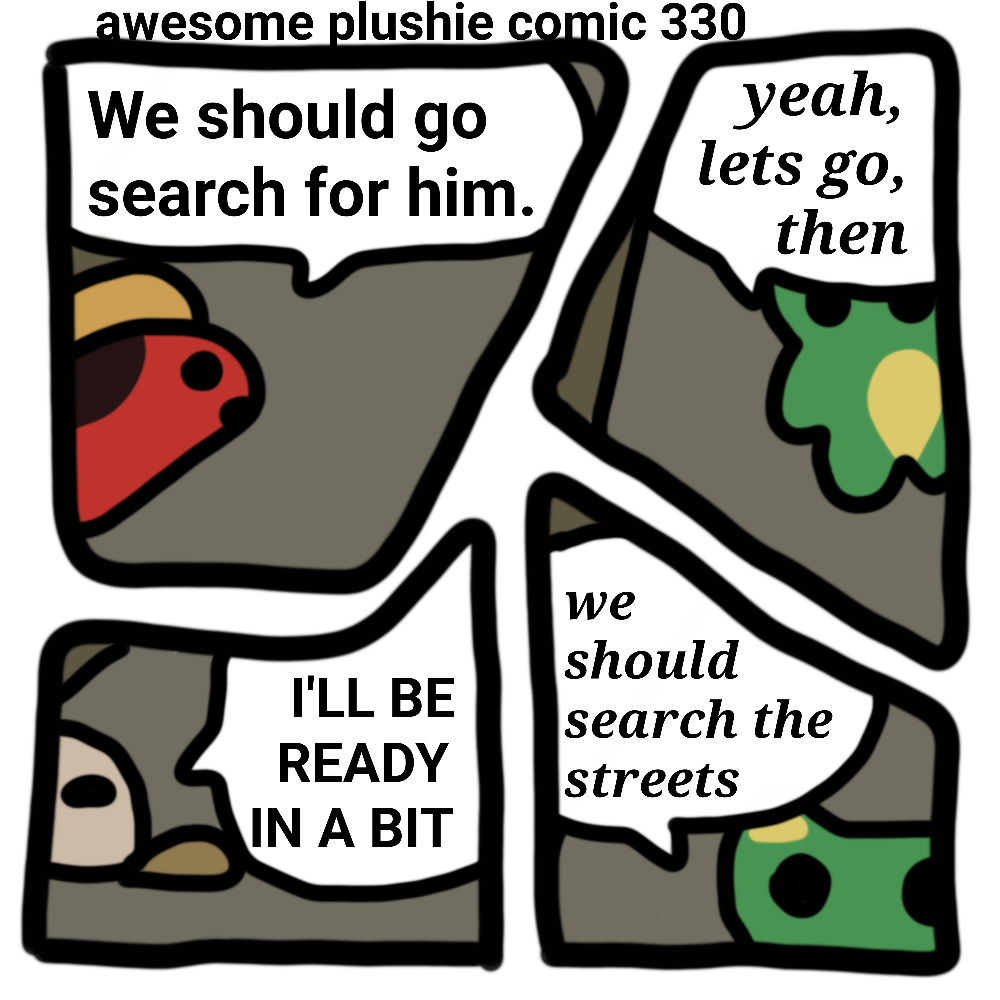 awesome plushie comic 330
We should go
search for him.
yeah,
lets go,
then
I'LL BE
READY
IN A BIT
we
should
search the
streets